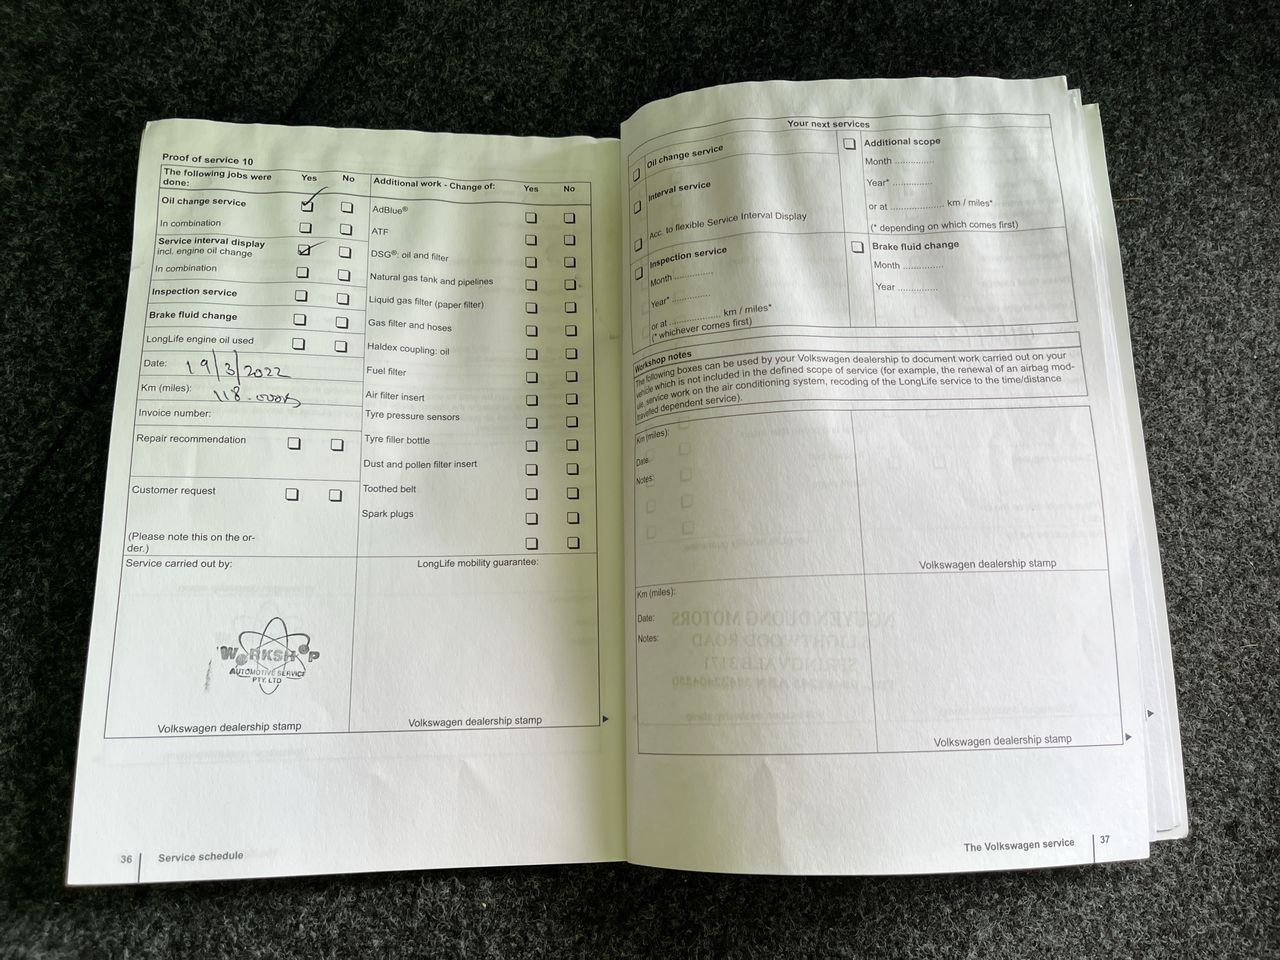 Proof of service 10
The following jobs were done:
Yes No
Additional work - Change of:
Yes No
Oil change service
In combination
Service interval display
incl. engine oil change
In combination
Inspection service
Brake fluid change
LongLife engine oil used
Date: 19/3/2022
Km (miles): 118.000
Invoice number:
Repair recommendation
Customer request
(Please note this on the or-
der.)
AdBlue®
ATF
DSG®: oil and filter
Natural gas tank and pipelines
Liquid gas filter (paper filter)
Gas filter and hoses
Haldex coupling: oil
Fuel filter
Air filter insert
Tyre pressure sensors
Tyre filler bottle
Dust and pollen filter insert
Toothed belt
Spark plugs
Service carried out by:
WORKSHOP
AUTOMOTIVE SERVICE
PTY. LTD
Volkswagen dealership stamp
LongLife mobility guarantee:
Volkswagen dealership stamp
36 Service schedule
Your next services
Oil change service
Interval service
Acc. to flexible Service Interval Display
Inspection service
Month ...............
Year* ...............
or at .................... km / miles*
(* whichever comes first)
Additional scope
Month ...............
Year* ...............
or at .................... km / miles*
(* depending on which comes first)
Brake fluid change
Month ...............
Year ...............
Workshop notes
The following boxes can be used by your Volkswagen dealership to document work carried out on your
vehicle which is not included in the defined scope of service (for example, the renewal of an airbag mod-
ule, service work on the air conditioning system, recoding of the LongLife service to the time/distance
travelled dependent service).
Km (miles):
Date:
Notes:
Volkswagen dealership stamp
Km (miles):
Date:
Notes:
Volkswagen dealership stamp
The Volkswagen service 37